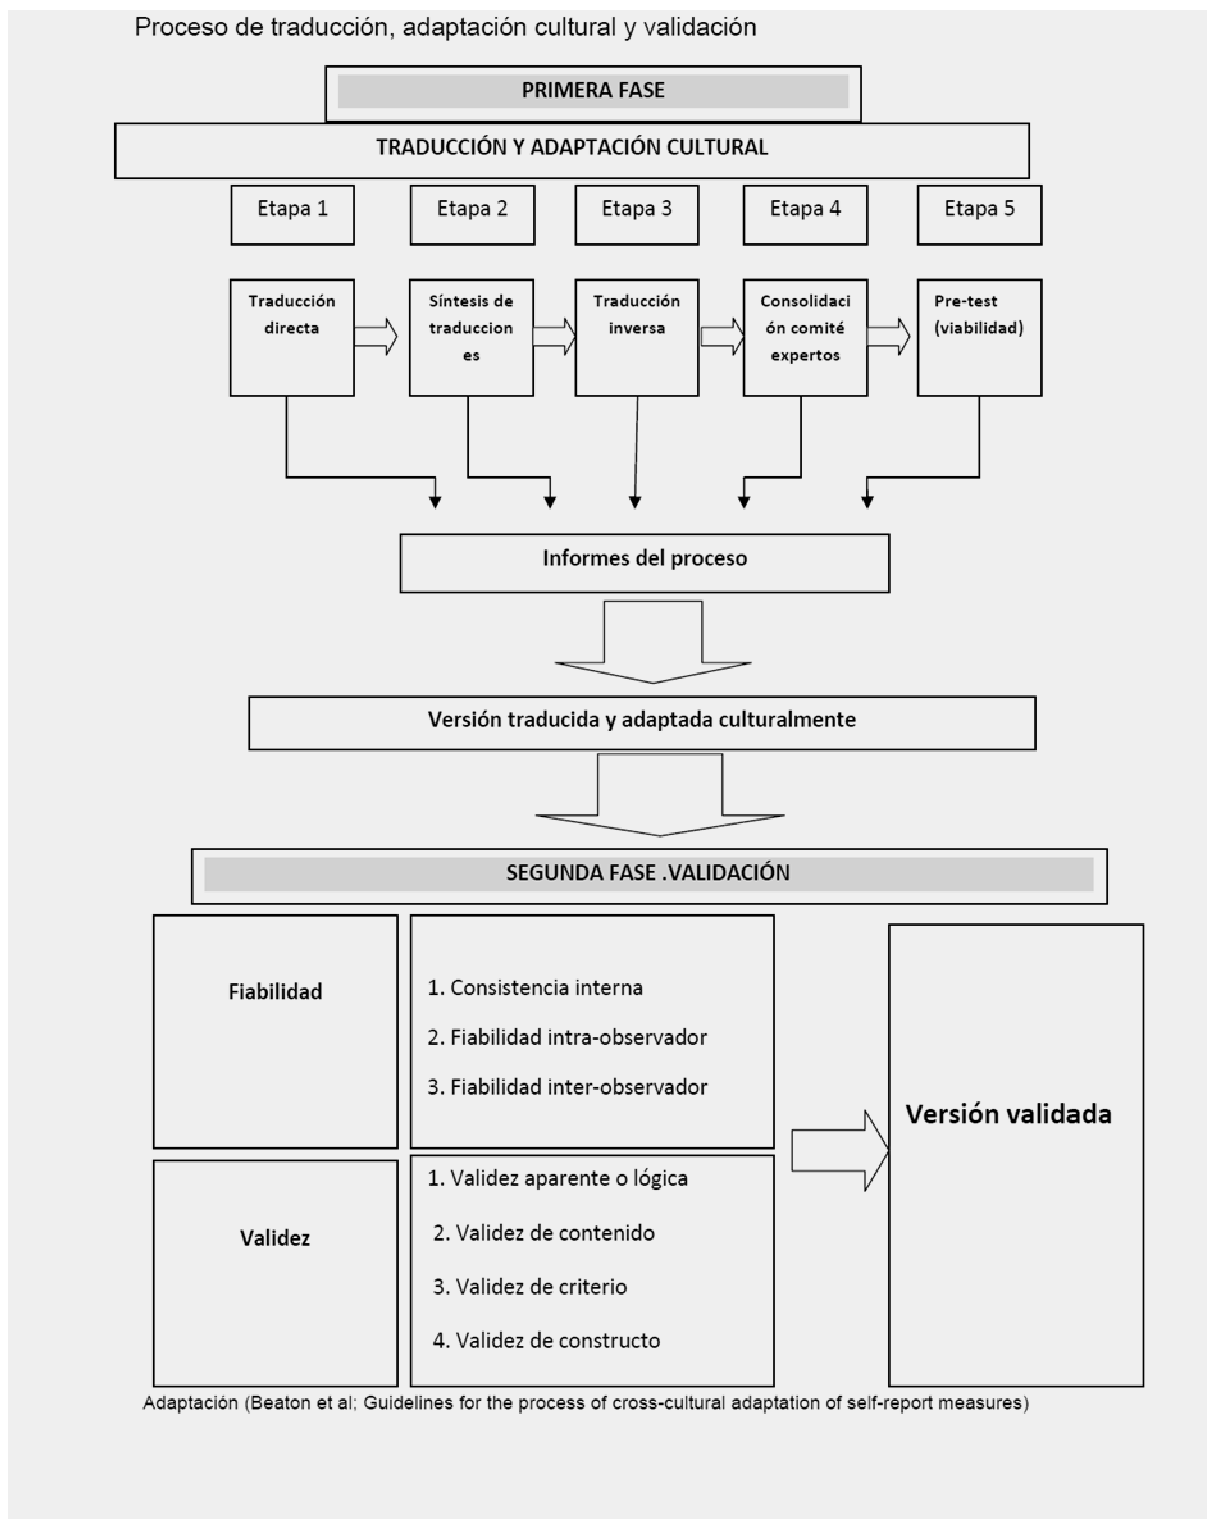 Proceso de traducción, adaptación cultural y validación
PRIMERA FASE
TRADUCCIÓN Y ADAPTACIÓN CULTURAL
Etapa 1
Etapa 2
Etapa 3
Etapa 4
Etapa 5
Traducción
directa
Síntesis de
traduccion
es
Traducción
inversa
Consolidaci
ón comité
expertos
Pre-test
(viabilidad)
Informes del proceso
Versión traducida y adaptada culturalmente
SEGUNDA FASE .VALIDACIÓN
Fiabilidad
1. Consistencia interna
2. Fiabilidad intra-observador
3. Fiabilidad inter-observador
Validez
1. Validez aparente o lógica
2. Validez de contenido
3. Validez de criterio
4. Validez de constructo
Versión validada
Adaptación (Beaton et al; Guidelines for the process of cross-cultural adaptation of self-report measures)